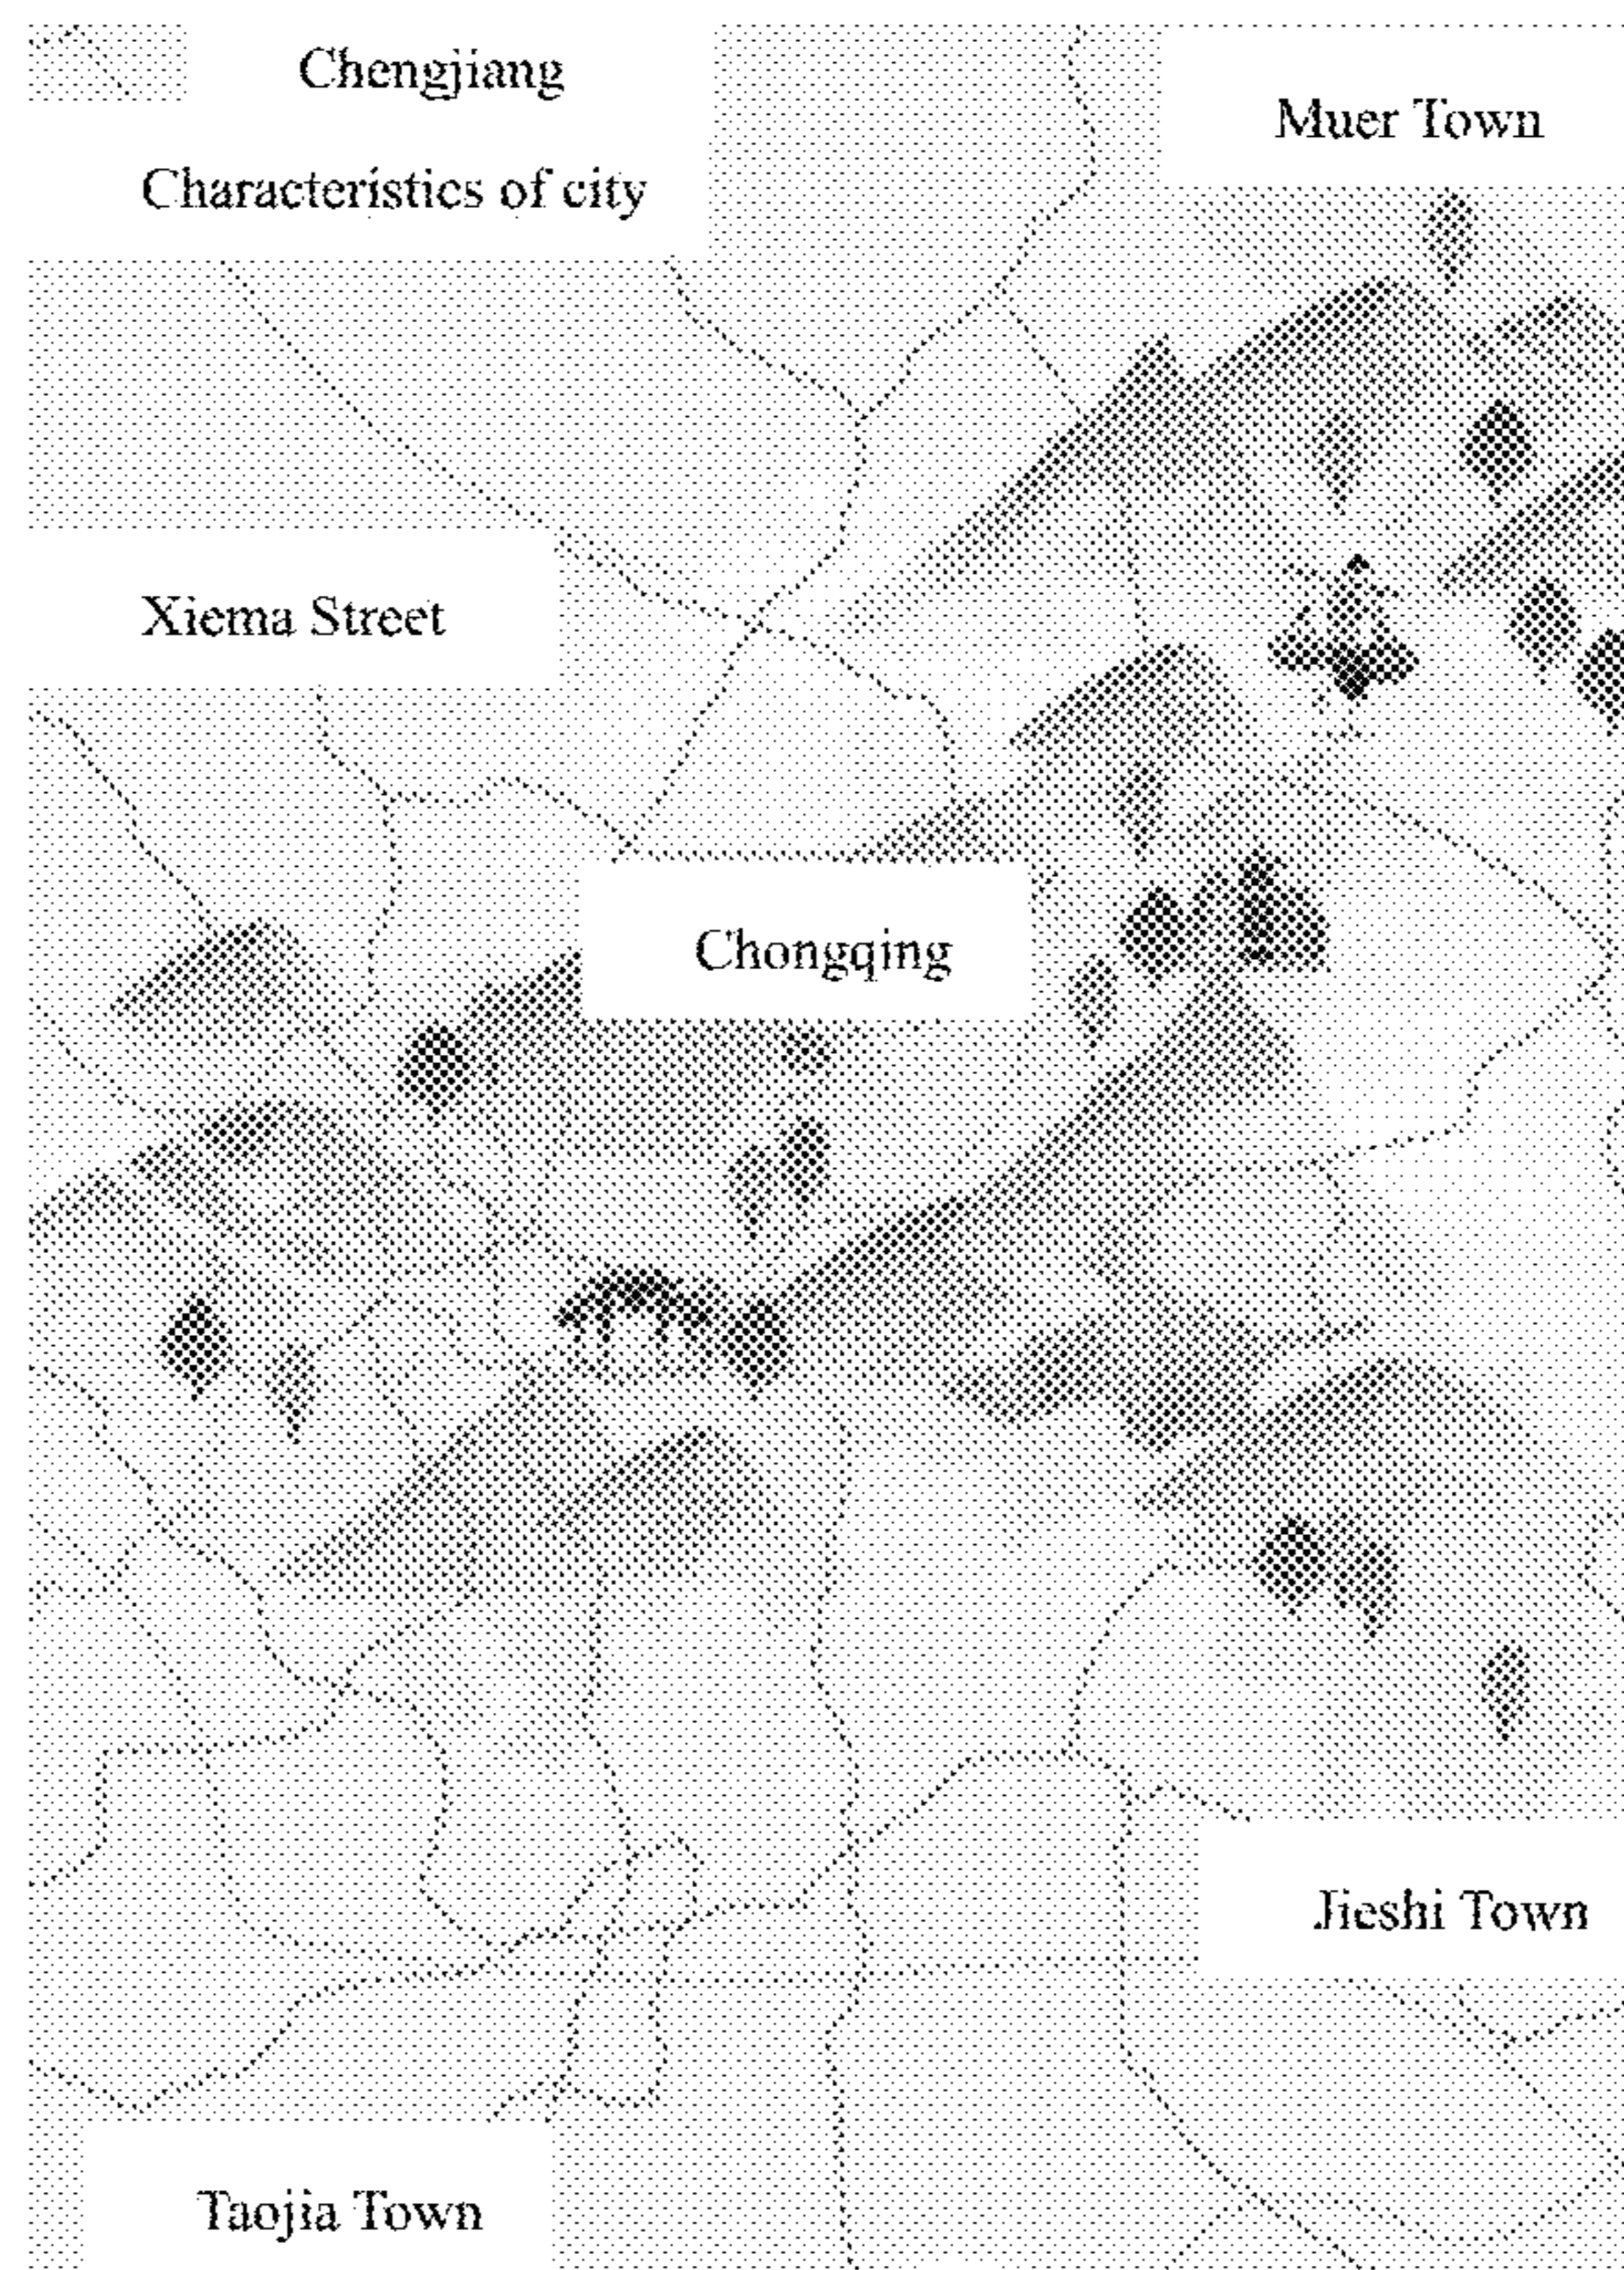 Chengjiang
Muer Town
Characteristics of city
Xiema Street
Chongqing
Jieshi Town
Taojia Town